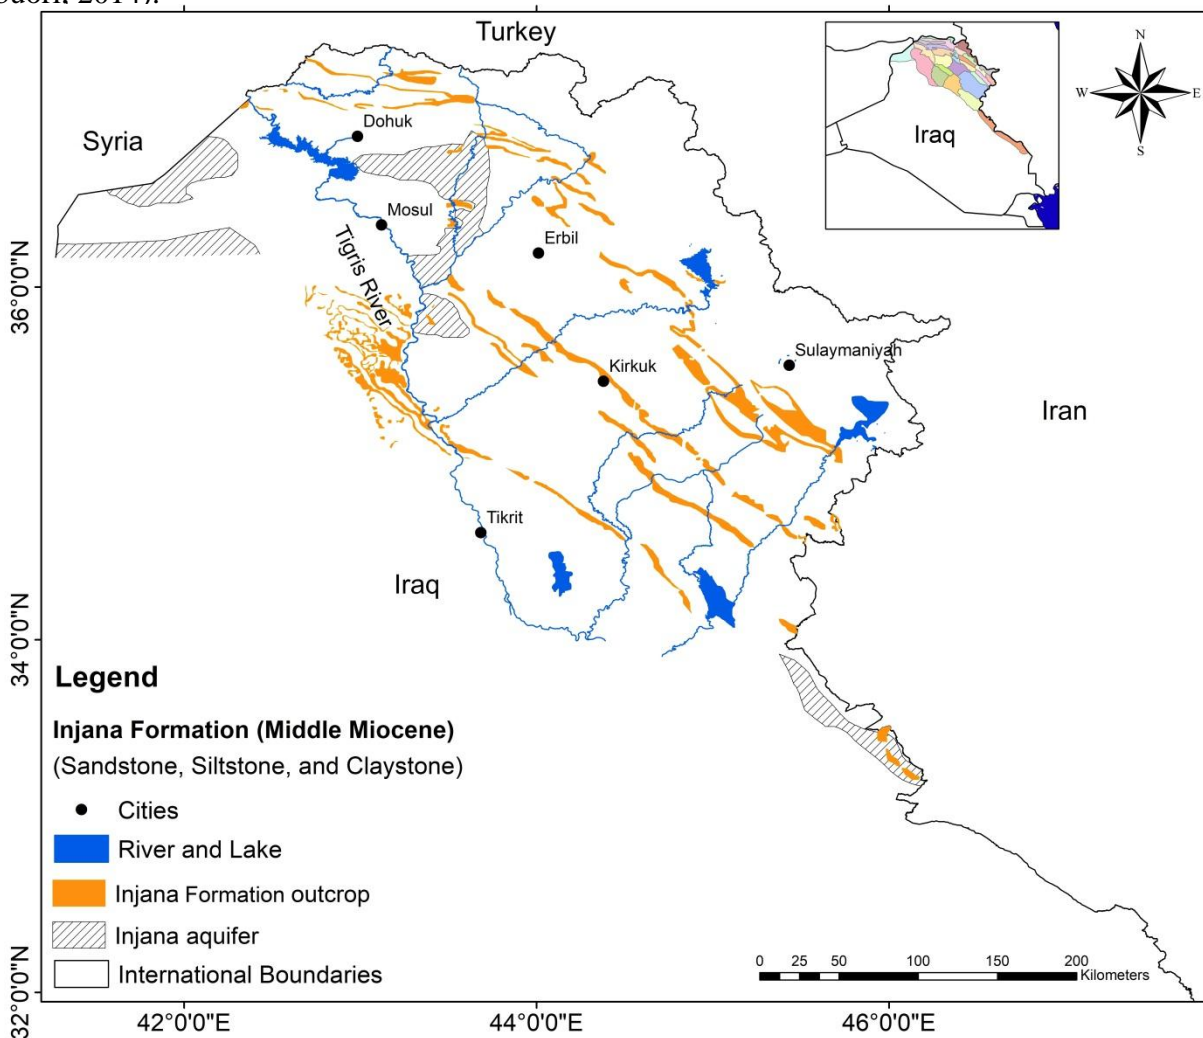 2014).
Turkey
N
W
E
S
Iraq
Syria
Dohuk
Mosul
Erbil
Tigris River
Sulaymaniyah
Kirkuk
Iran
Tikrit
Iraq
36°0'0"N
34°0'0"N
32°0'0"N
Legend
Injana Formation (Middle Miocene)
(Sandstone, Siltstone, and Claystone)
Cities
River and Lake
Injana Formation outcrop
Injana aquifer
International Boundaries
0 25 50 100 150 200
Kilometers
42°0'0"E 44°0'0"E 46°0'0"E